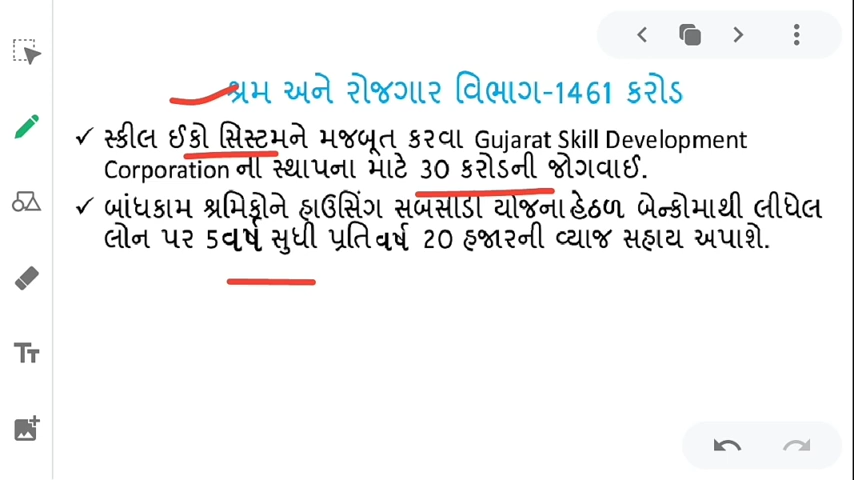 શ્રમ અને રોજગાર વિભાગ-1461 કરોડ
✓ સ્કીલ ઈકો સિસ્ટમને મજબૂત કરવા Gujarat Skill Development
Corporation ની સ્થાપના માટે 30 કરોડની જોગવાઈ.
✓ બાંધકામ શ્રમિકોને હાઉસિંગ સબસીડી યોજના હેઠળ બેન્કોમાથી લીધેલ
લોન પર 5વર્ષ સુધી પ્રતિ વર્ષ 20 હજારની વ્યાજ સહાય અપાશે.
Tт